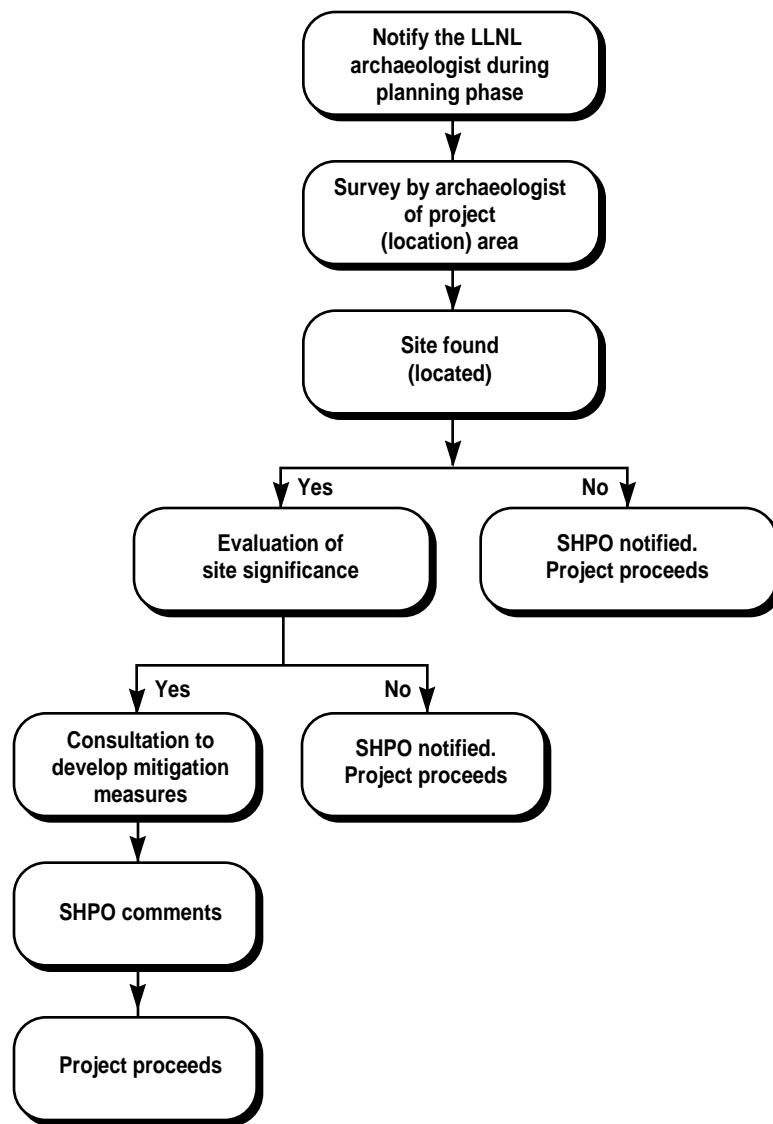 Notify the LLNL
archaeologist during
planning phase
Survey by archaeologist
of project
(location) area
Site found
(located)
Yes
No
Evaluation of
site significance
SHPO notified.
Project proceeds
Yes
No
Consultation to
develop mitigation
measures
SHPO notified.
Project proceeds
SHPO comments
Project proceeds